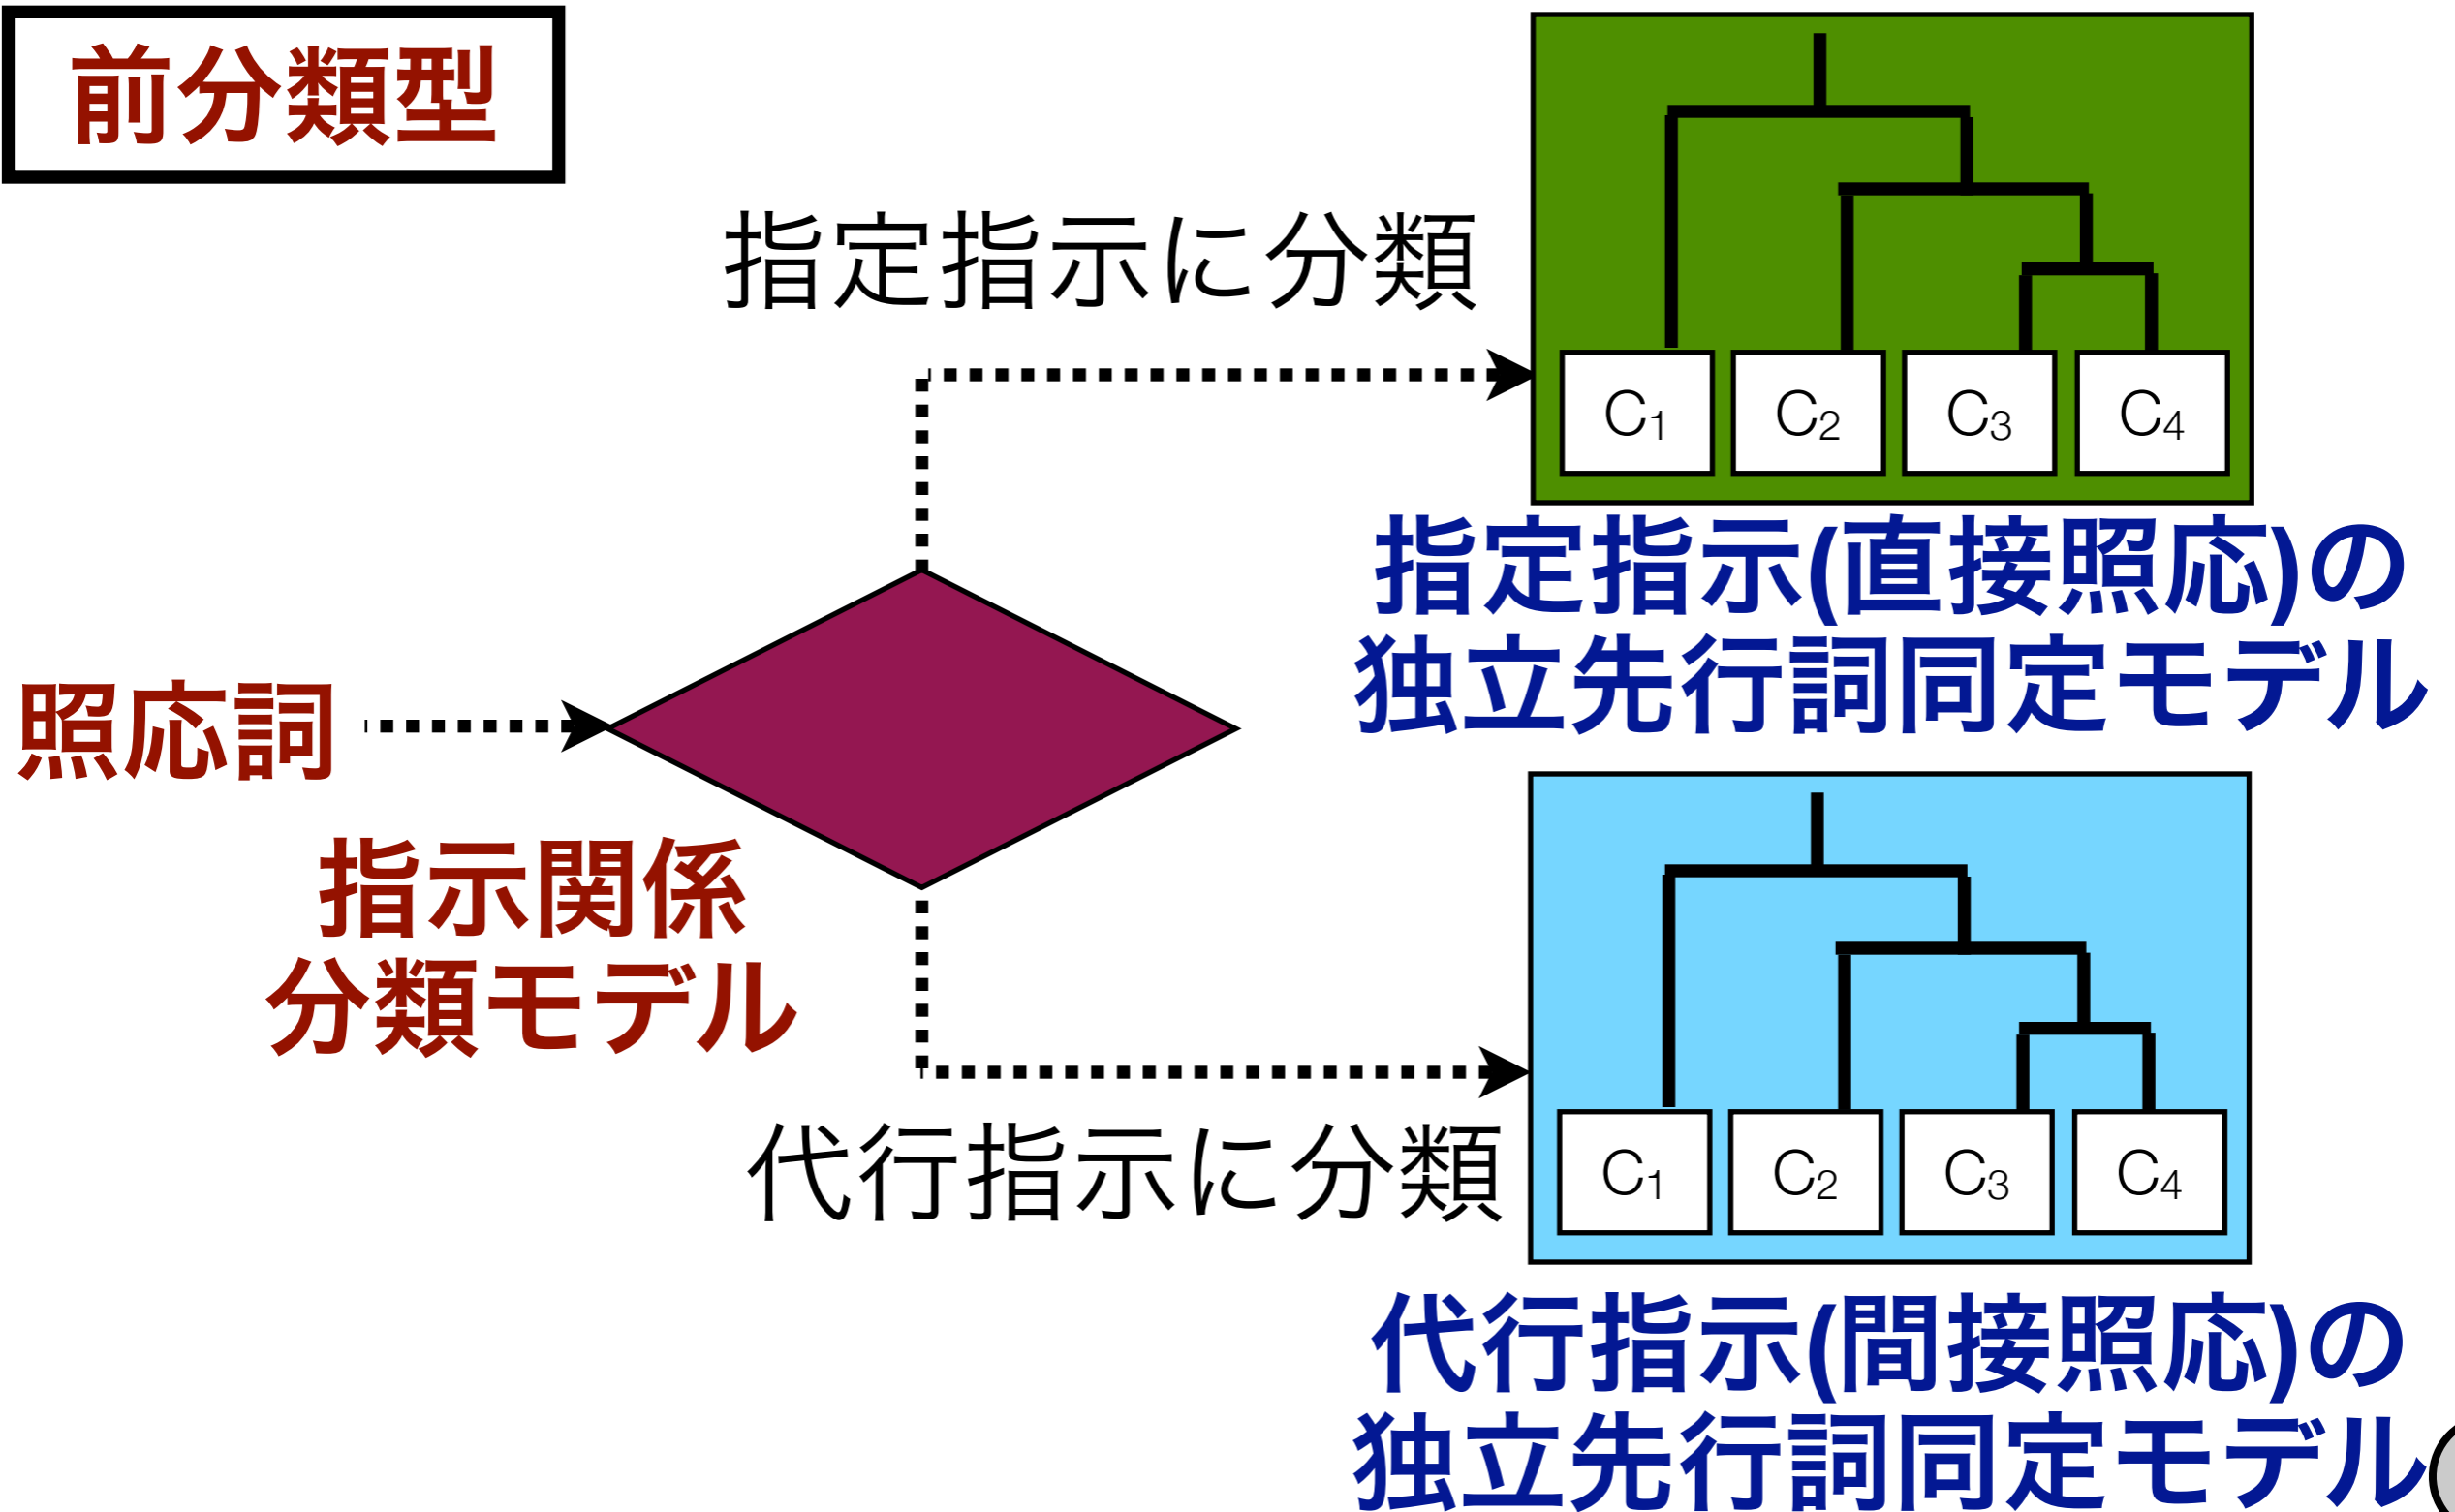 前分類型
指定指示に分類
C1 C2 C3 C4
指定指示(直接照応)の
独立先行詞同定モデル
照応詞
指示関係
分類モデル
代行指示に分類
C1 C2 C3 C4
代行指示(間接照応)の
独立先行詞同定モデル